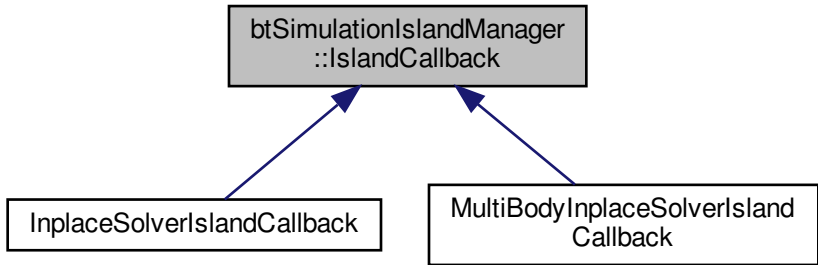 btSimulationIslandManager
::IslandCallback
InplaceSolverIslandCallback
MultiBodyInplaceSolverIsland
Callback